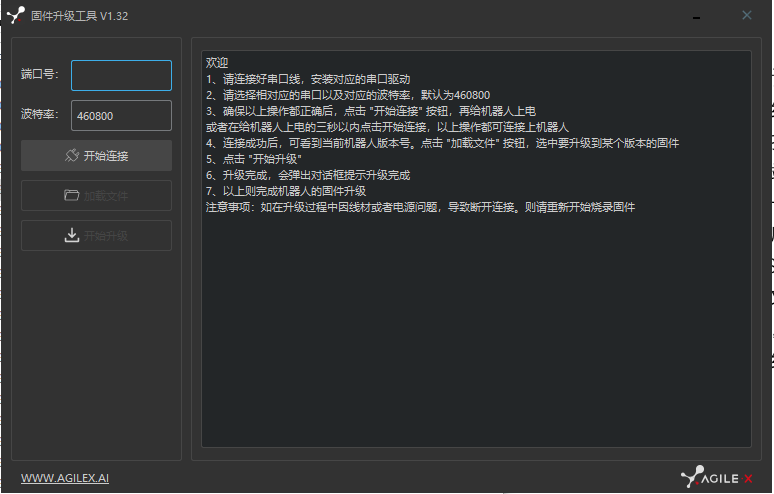 固件升级工具 V1.32
端口号:
波特率: 460800
开始连接
加载文件
开始升级
欢迎
1、请连接好串口线，安装对应的串口驱动
2、请选择相对应的串口以及对应的波特率，默认为460800
3、确保以上操作都正确后，点击 "开始连接" 按钮，再给机器人上电
或者在给机器人上电的三秒以内点击开始连接，以上操作都可连接上机器人
4、连接成功后，可看到当前机器人版本号。点击 "加载文件" 按钮，选中要升级到某个版本的固件
5、点击 "开始升级"
6、升级完成，会弹出对话框提示升级完成
7、以上则完成机器人的固件升级
注意事项：如在升级过程中因线材或者电源问题，导致断开连接。则请重新开始烧录固件
WWW.AGILEX.AI
AGILE·X